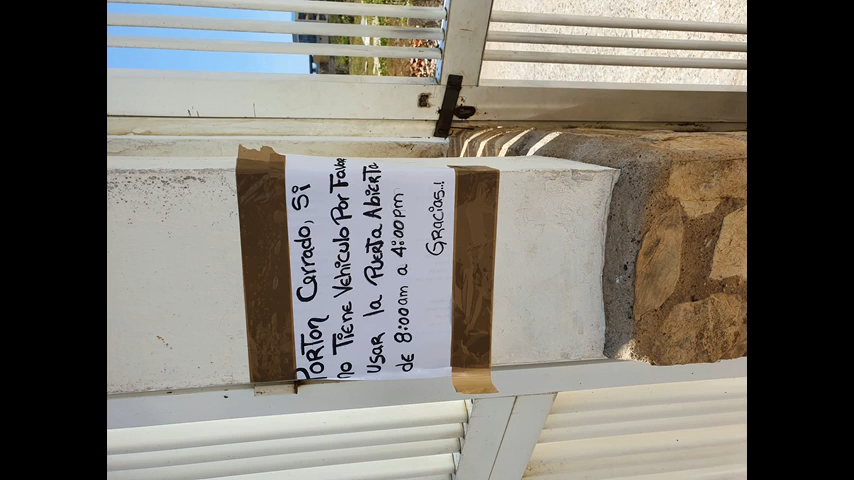 PORTON Cerrado, Si
no Tiene Vehiculo Por Favor
usar la Puerta Abierta
de 8:00am a 4:00pm
Gracias..!